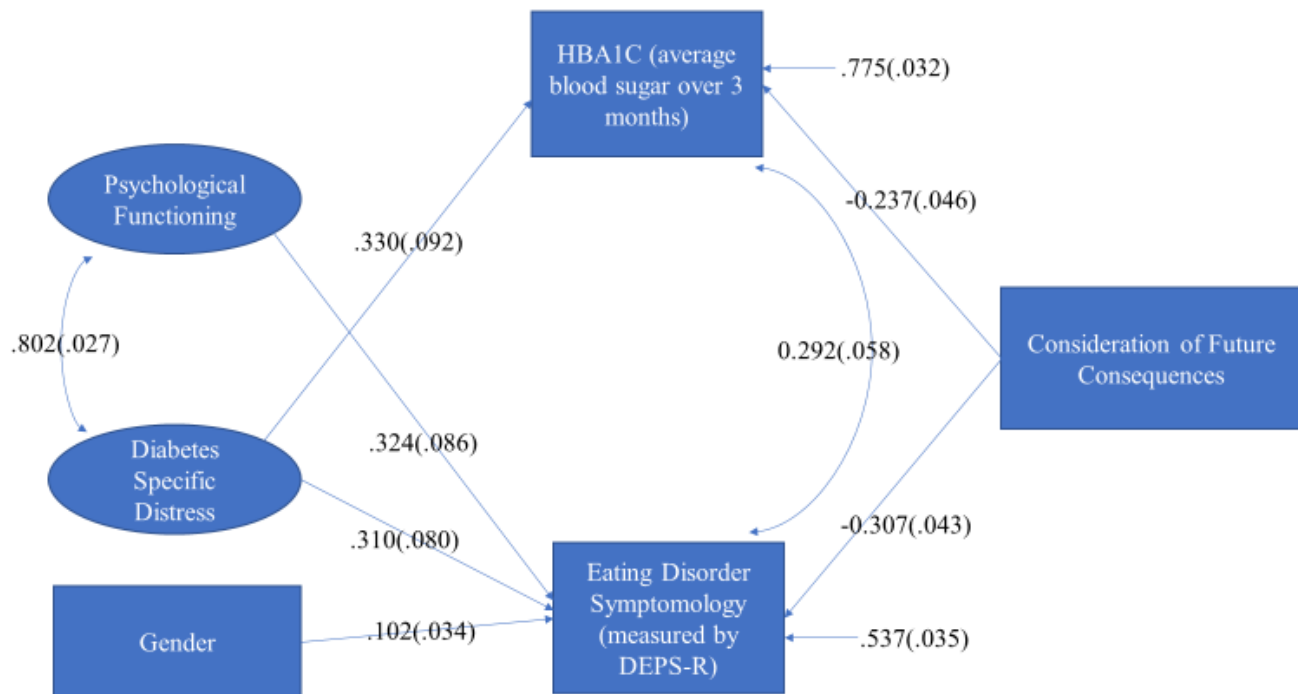 HBA1C (average
blood sugar over 3
months)
.775(.032)
Psychological
Functioning
-0.237(.046)
.330(.092)
.802(.027)
0.292(.058)
Consideration of Future
Consequences
.324(.086)
Diabetes
Specific
Distress
-0.307(.043)
.310(.080)
Eating Disorder
Symptomology
(measured by
DEPS-R)
Gender
.102(.034)
.537(.035)